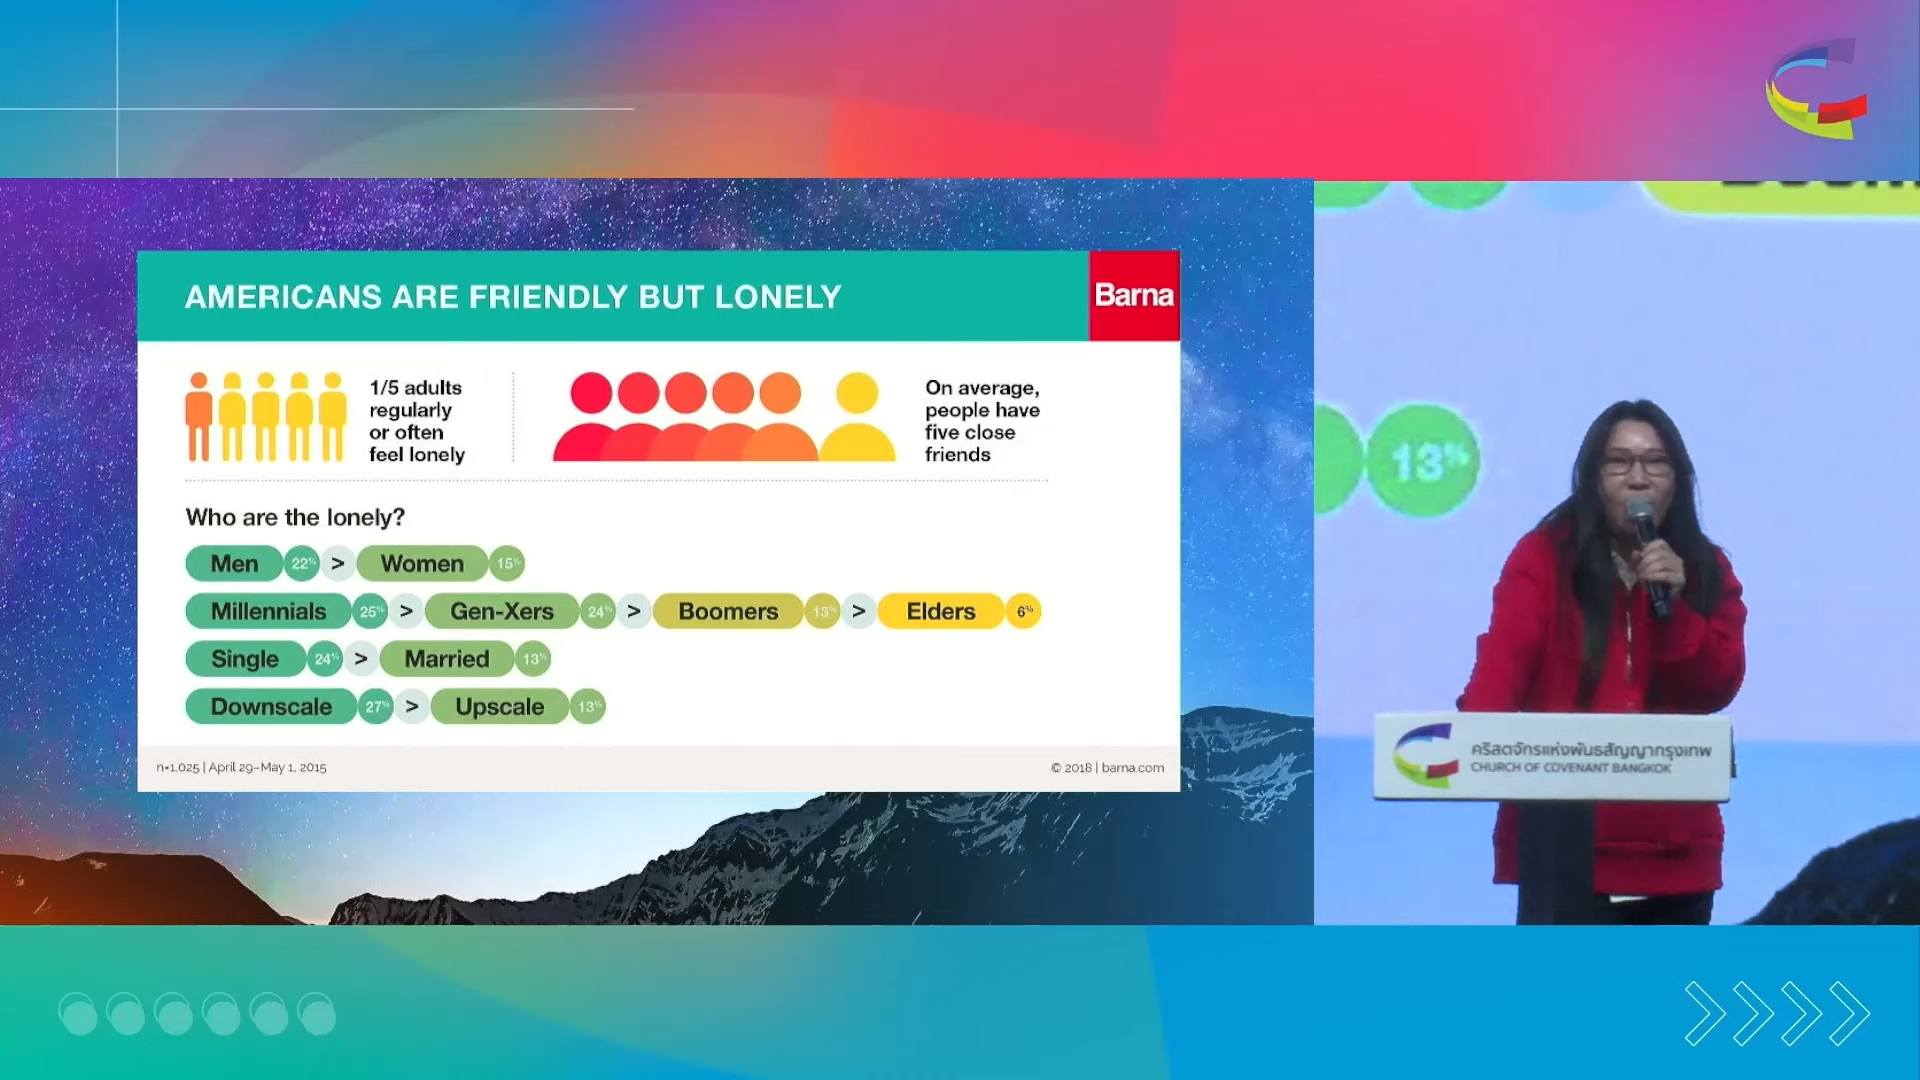 AMERICANS ARE FRIENDLY BUT LONELY
Barna
1/5 adults
regularly
or often
feel lonely
On average,
people have
five close
friends
Who are the lonely?
Men 22% > Women 15%
Millennials 25% > Gen-Xers 24% > Boomers 13% > Elders 6%
Single 24% > Married 13%
Downscale 27% > Upscale 13%
n=1,025 | April 29–May 1, 2015
© 2018 | barna.com
13%
คริสตจักรแห่งพันธสัญญากรุงเทพ
CHURCH OF COVENANT BANGKOK